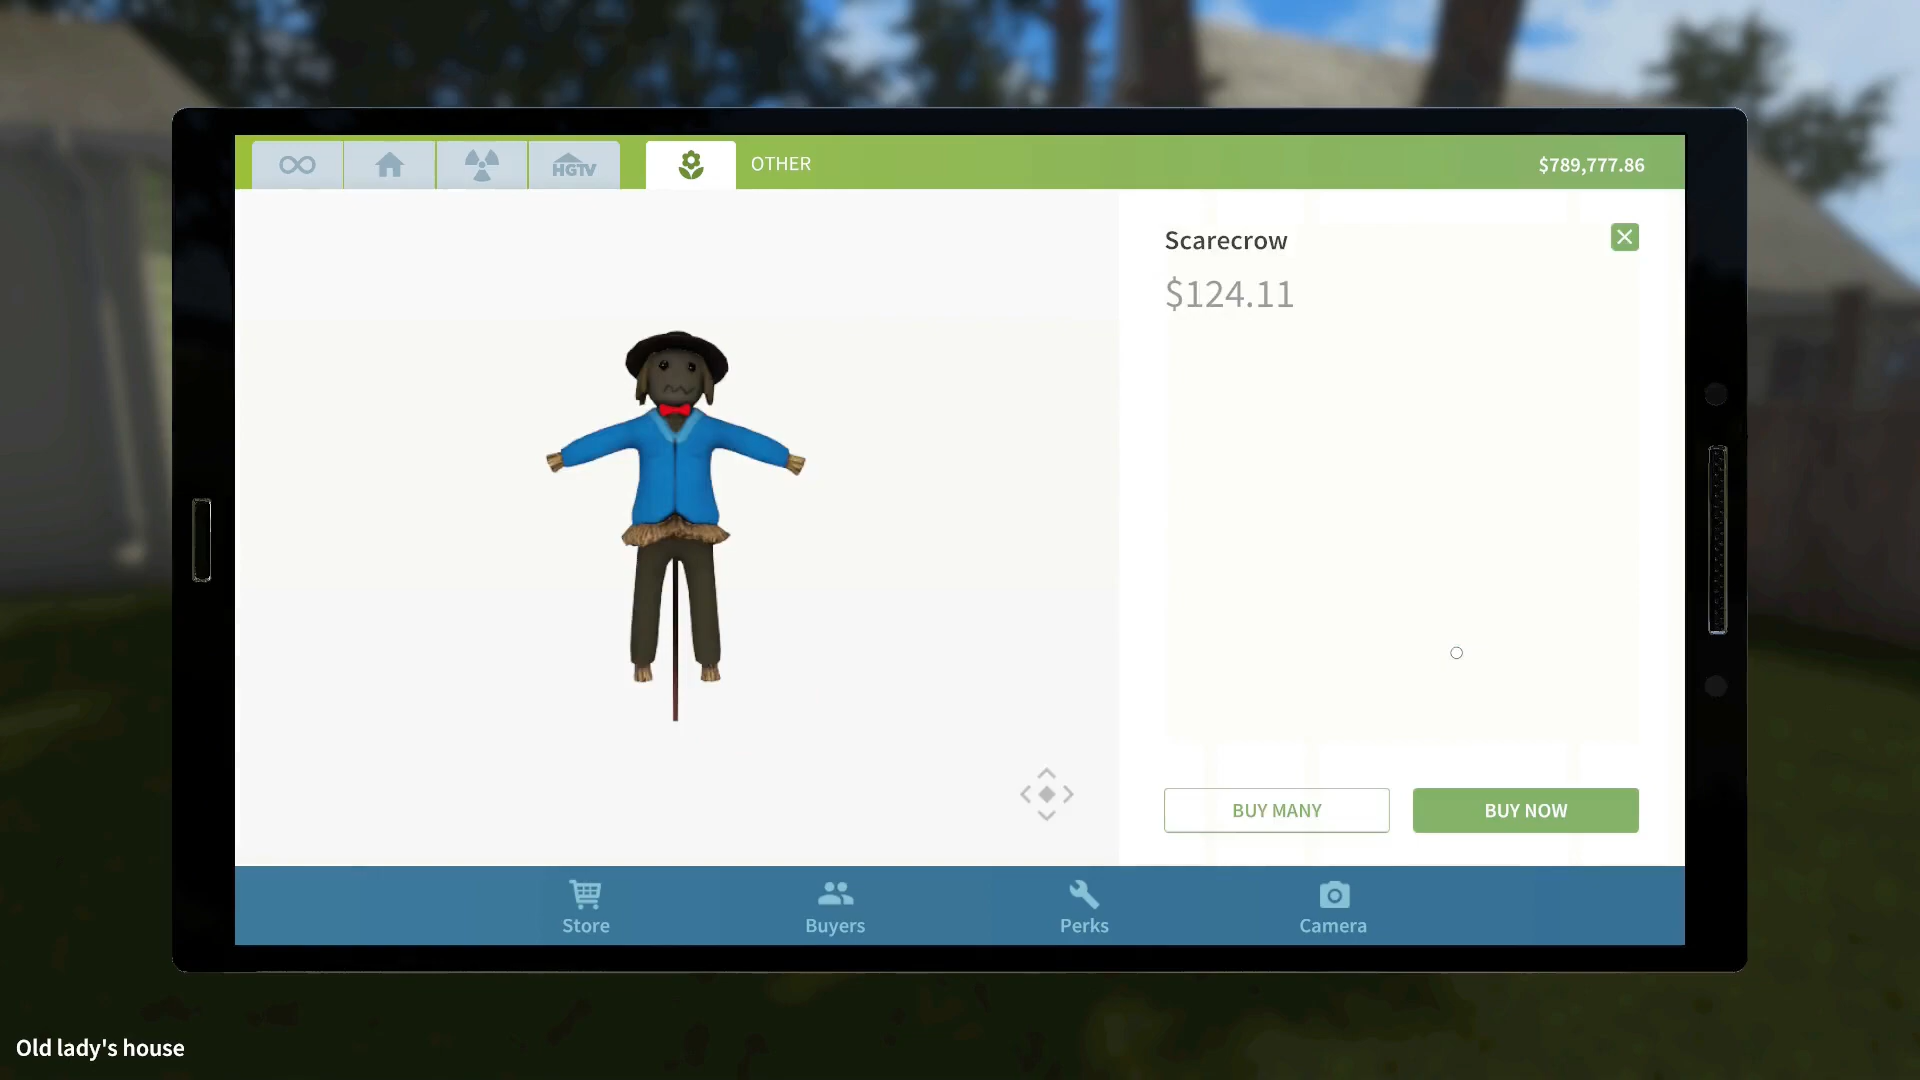 HGTV
OTHER
$789,777.86
Scarecrow
$124.11
BUY MANY
BUY NOW
Store
Buyers
Perks
Camera
Old lady's house